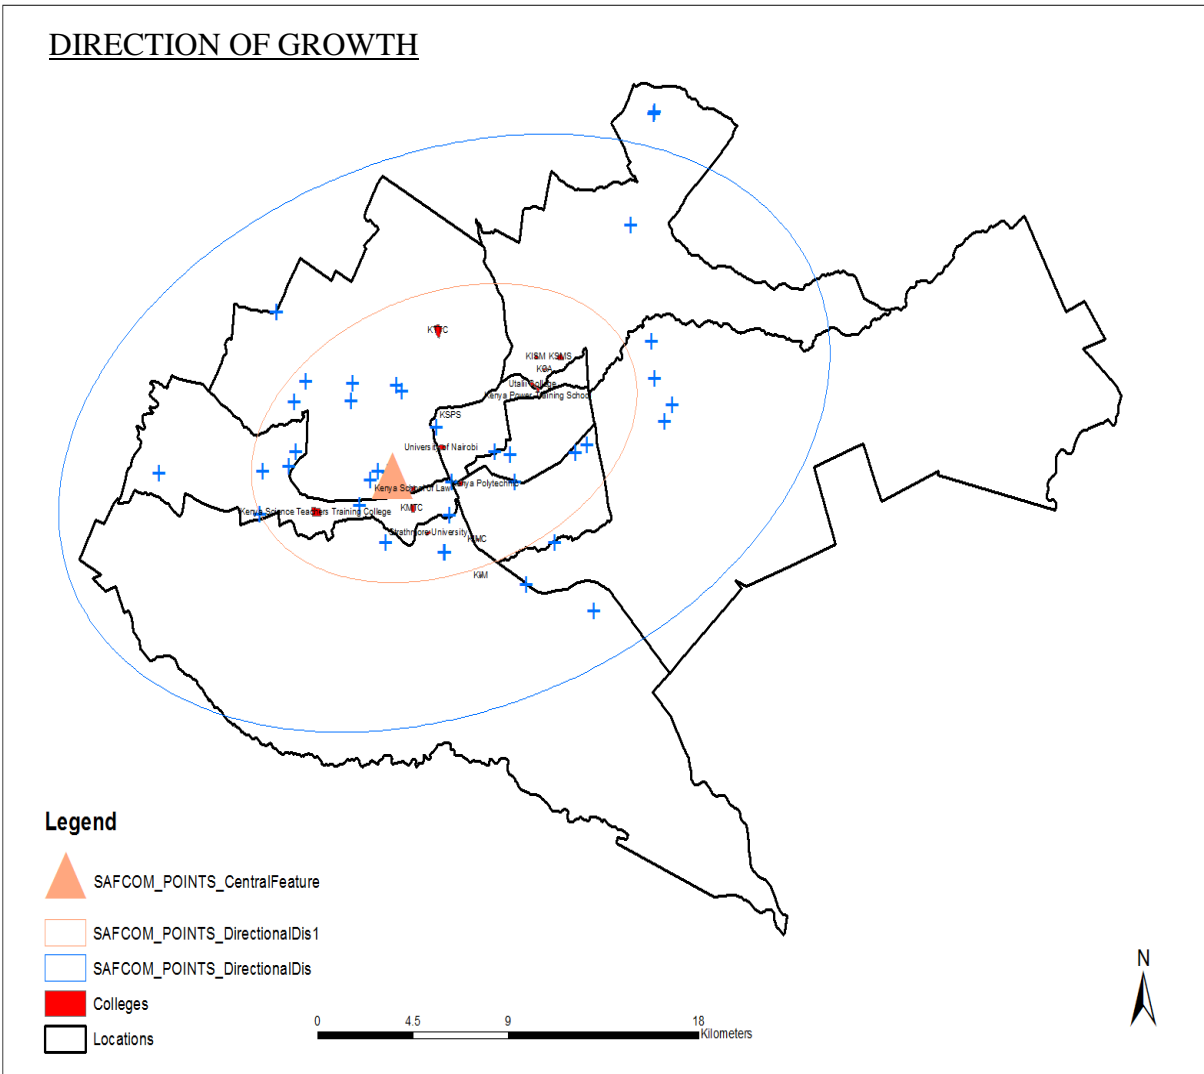 DIRECTION OF GROWTH
KTTC
KISM KSMS
KCA
Utalii College
Kenya Power Training School
KSPS
University of Nairobi
Kenya School of Law
Kenya Polytechnic
Kenya Science Teachers Training College
KMTC
Strathmore University
KIMC
KIM
Legend
SAFCOM_POINTS_CentralFeature
SAFCOM_POINTS_DirectionalDis1
SAFCOM_POINTS_DirectionalDis
Colleges
Locations
0 4.5 9 18
Kilometers
N